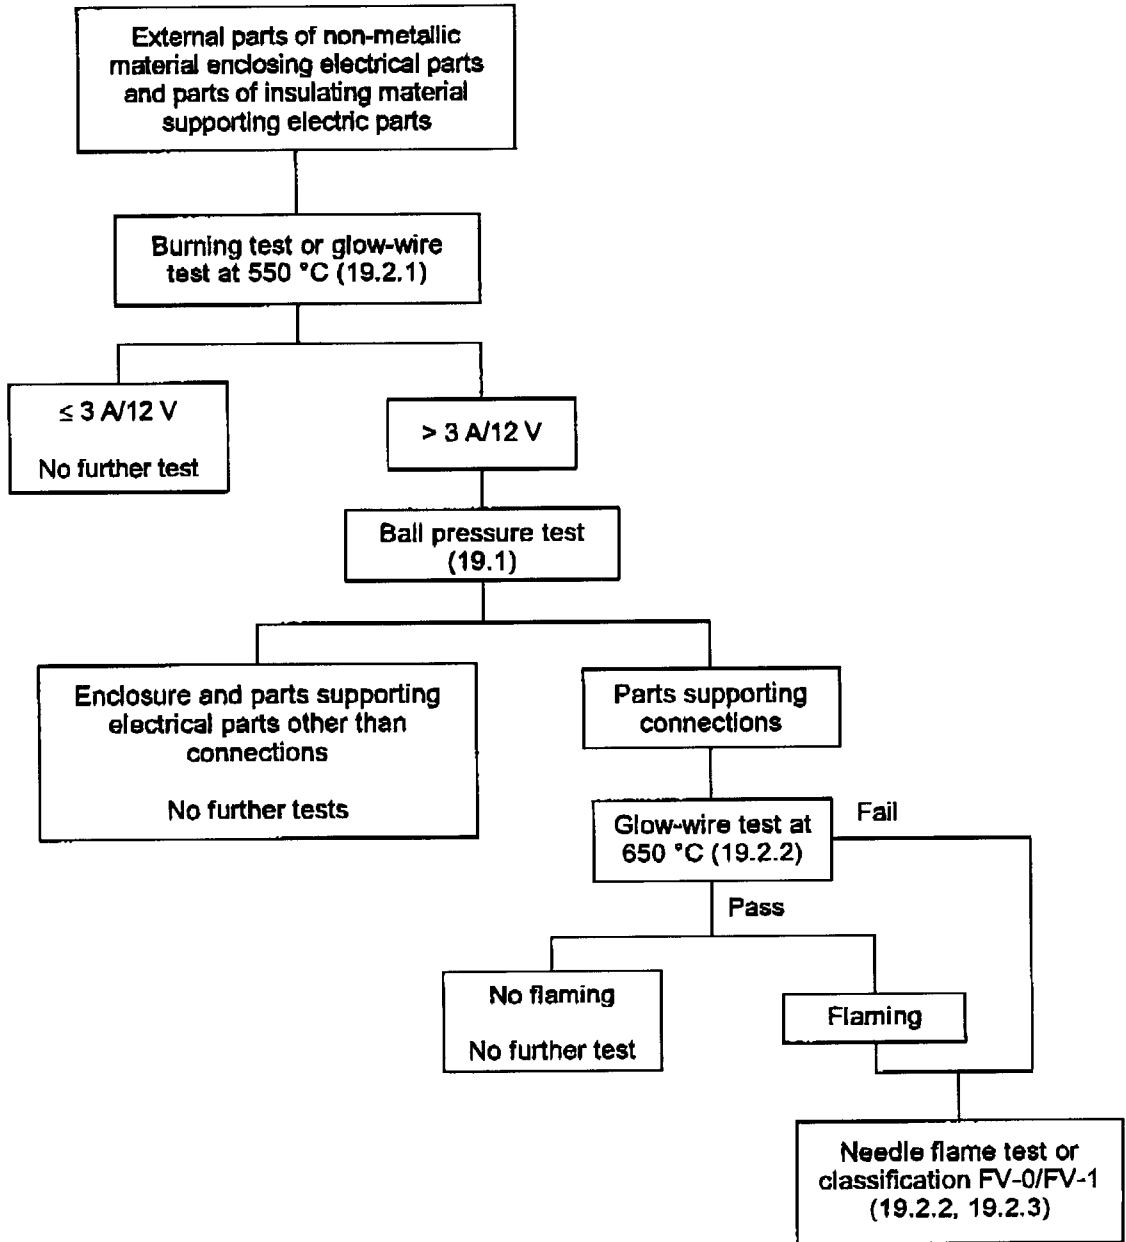 External parts of non-metallic
material enclosing electrical parts
and parts of insulating material
supporting electric parts
Burning test or glow-wire
test at 550 °C (19.2.1)
≤ 3 A/12 V
No further test
> 3 A/12 V
Ball pressure test
(19.1)
Enclosure and parts supporting
electrical parts other than
connections
No further tests
Parts supporting
connections
Glow-wire test at
650 °C (19.2.2)
Fail
Pass
No flaming
No further test
Flaming
Needle flame test or
classification FV-0/FV-1
(19.2.2, 19.2.3)